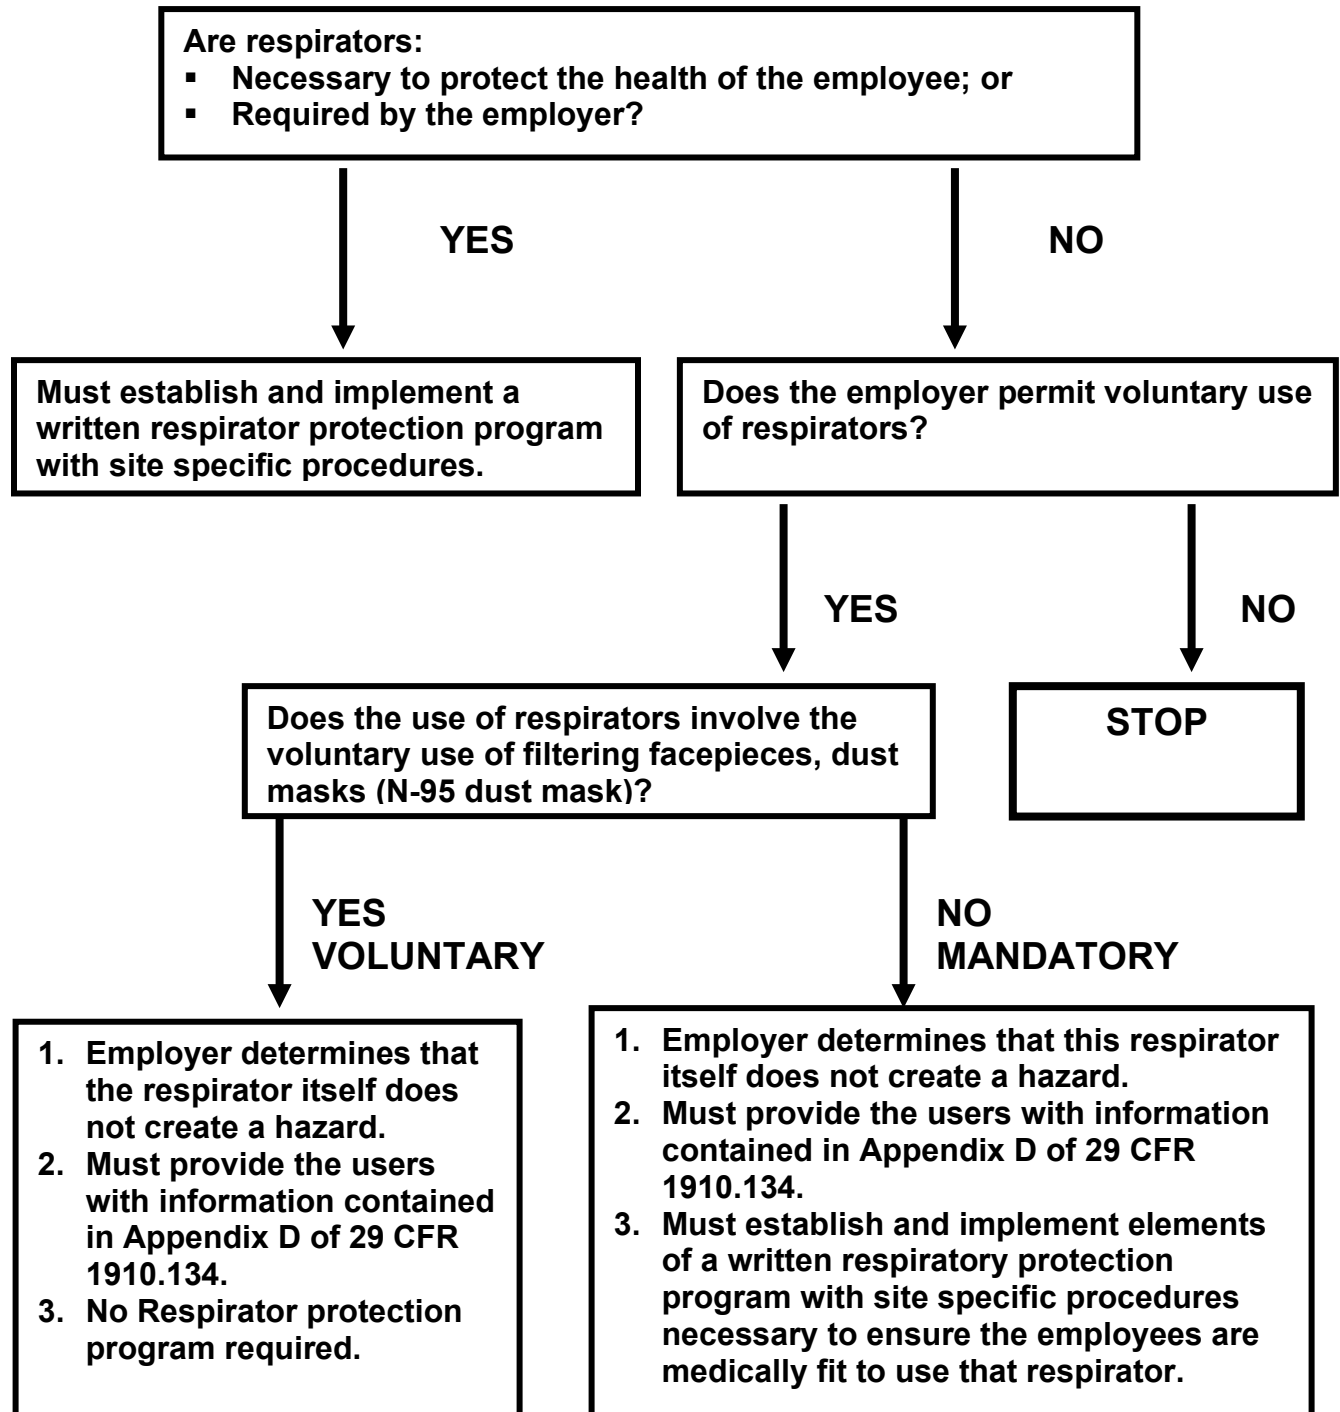 Are respirators:
▪ Necessary to protect the health of the employee; or
▪ Required by the employer?
YES
NO
Must establish and implement a
written respirator protection program
with site specific procedures.
Does the employer permit voluntary use
of respirators?
YES
NO
Does the use of respirators involve the
voluntary use of filtering facepieces, dust
masks (N-95 dust mask)?
STOP
YES
VOLUNTARY
NO
MANDATORY
1. Employer determines that
the respirator itself does
not create a hazard.
2. Must provide the users
with information contained
in Appendix D of 29 CFR
1910.134.
3. No Respirator protection
program required.
1. Employer determines that this respirator
itself does not create a hazard.
2. Must provide the users with information
contained in Appendix D of 29 CFR
1910.134.
3. Must establish and implement elements
of a written respiratory protection
program with site specific procedures
necessary to ensure the employees are
medically fit to use that respirator.